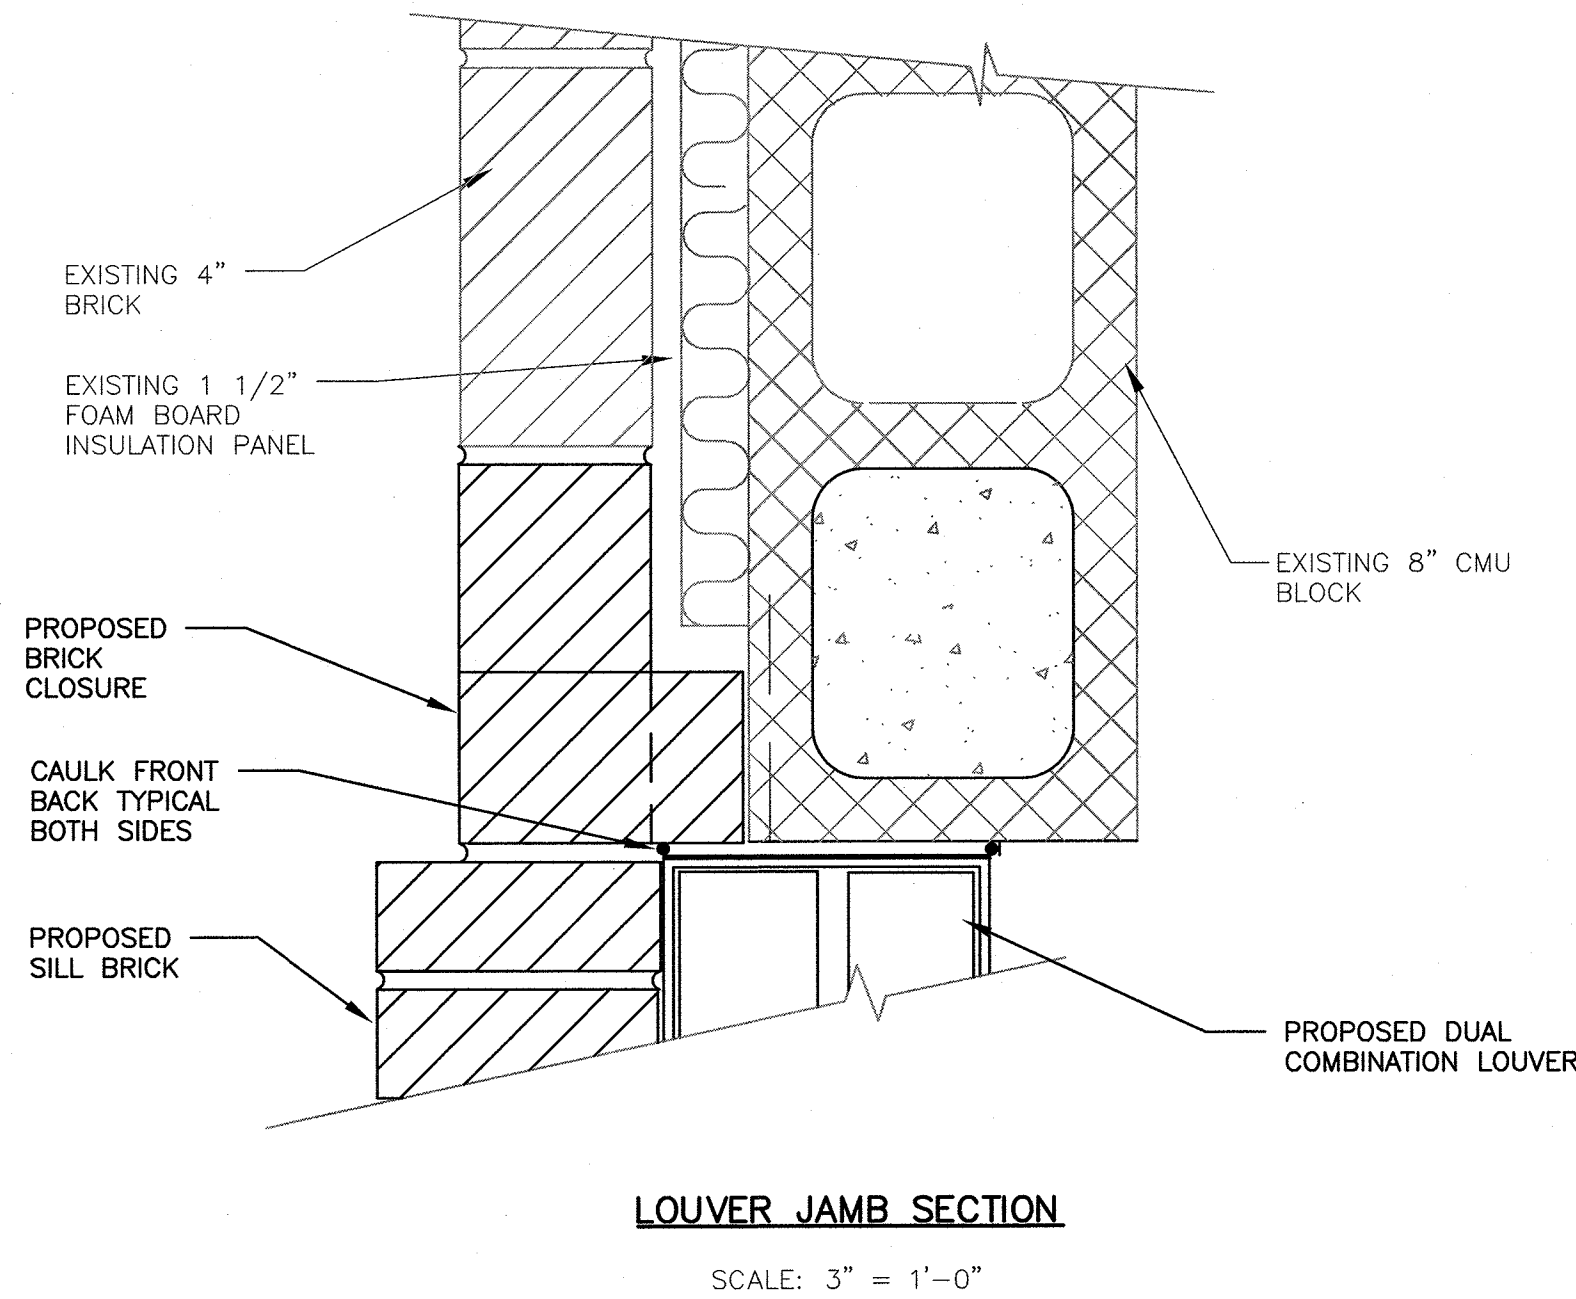 EXISTING 4"
BRICK
EXISTING 1 1/2"
FOAM BOARD
INSULATION PANEL
EXISTING 8" CMU
BLOCK
PROPOSED
BRICK
CLOSURE
CAULK FRONT
BACK TYPICAL
BOTH SIDES
PROPOSED
SILL BRICK
PROPOSED DUAL
COMBINATION LOUVER
LOUVER JAMB SECTION
SCALE: 3" = 1'-0"